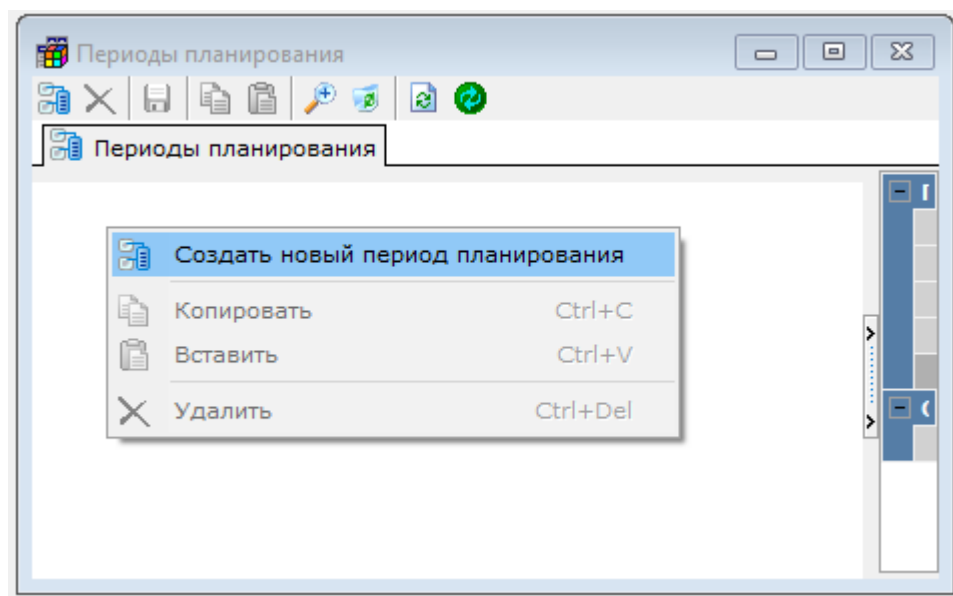 Периоды планирования
Периоды планирования
Создать новый период планирования
Копировать Ctrl+C
Вставить Ctrl+V
Удалить Ctrl+Del